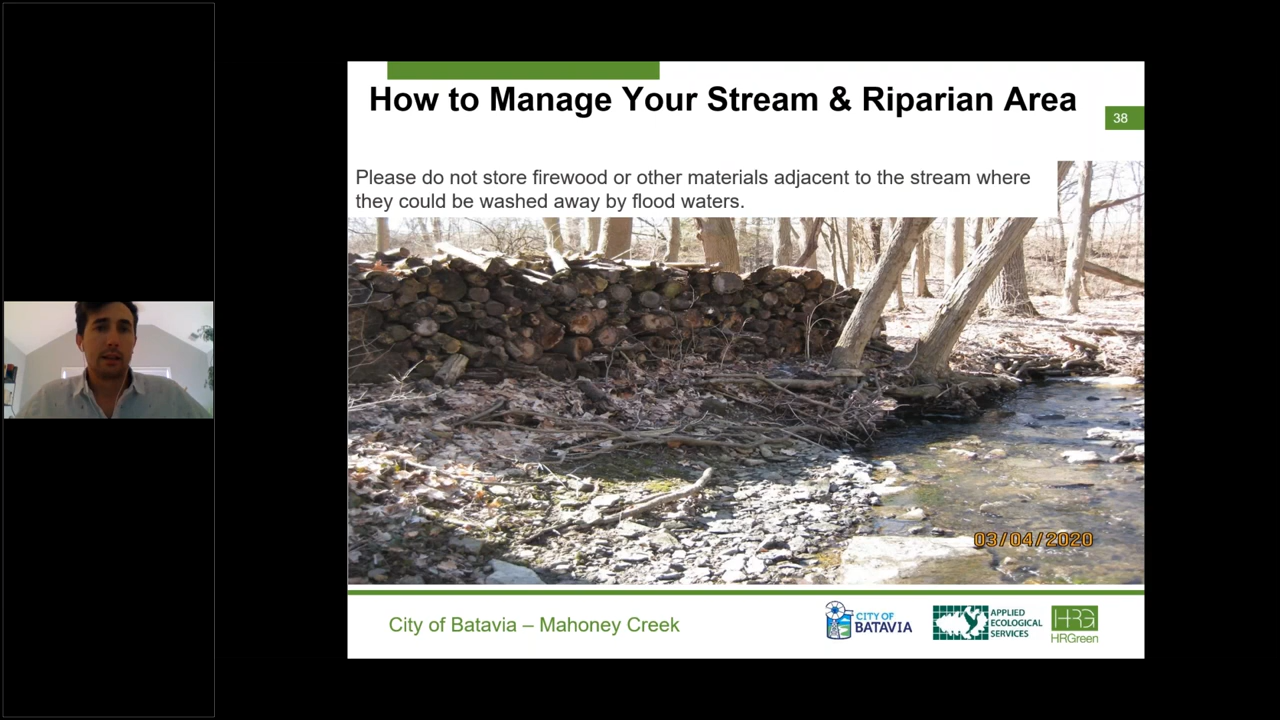 How to Manage Your Stream & Riparian Area
38
Please do not store firewood or other materials adjacent to the stream where
they could be washed away by flood waters.
03/04/2020
City of Batavia – Mahoney Creek
CITY OF
BATAVIA
APPLIED
ECOLOGICAL
SERVICES
HRG
HRGreen